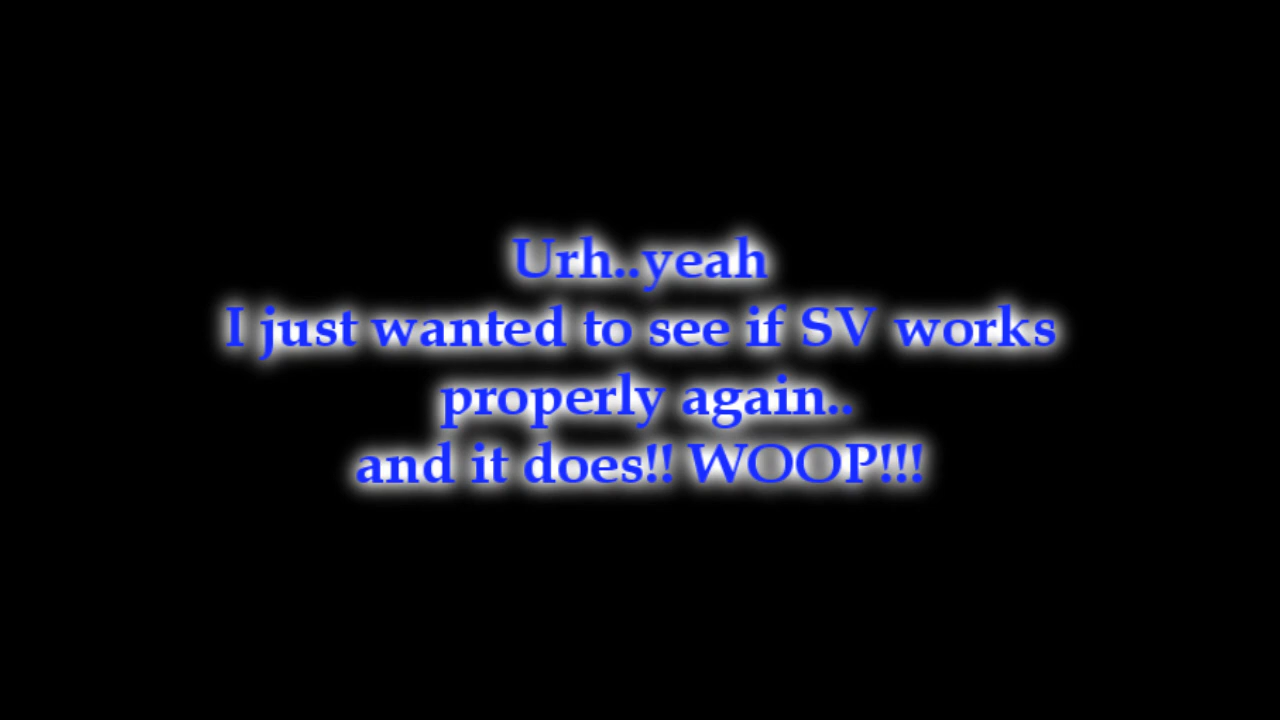 Urh..yeah
I just wanted to see if SV works
properly again..
and it does!! WOOP!!!